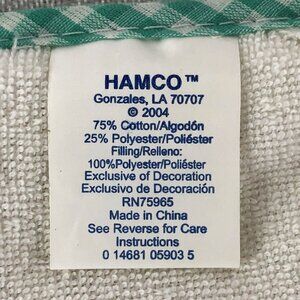 HAMCO™
Gonzales, LA 70707
© 2004
75% Cotton/Algodón
25% Polyester/Poliéster
Filling/Relleno:
100%Polyester/Poliéster
Exclusive of Decoration
Exclusivo de Decoración
RN75965
Made in China
See Reverse for Care
Instructions
0 14681 05903 5